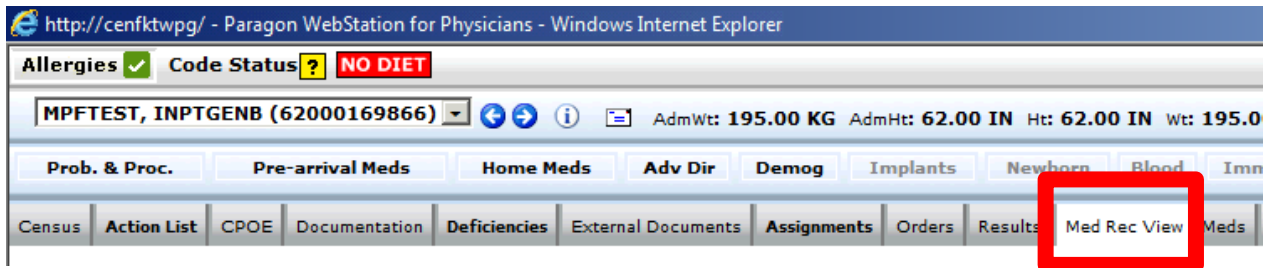 http://cenfktwpg/ - Paragon WebStation for Physicians - Windows Internet Explorer
Allergies Code Status ? NO DIET
MPFTEST, INPTGENB (62000169866) AdmWt: 195.00 KG AdmHt: 62.00 IN Ht: 62.00 IN Wt: 195.0
Prob. & Proc. Pre-arrival Meds Home Meds Adv Dir Demog Implants Newborn Blood Imm
Census Action List CPOE Documentation Deficiencies External Documents Assignments Orders Results Med Rec View Meds